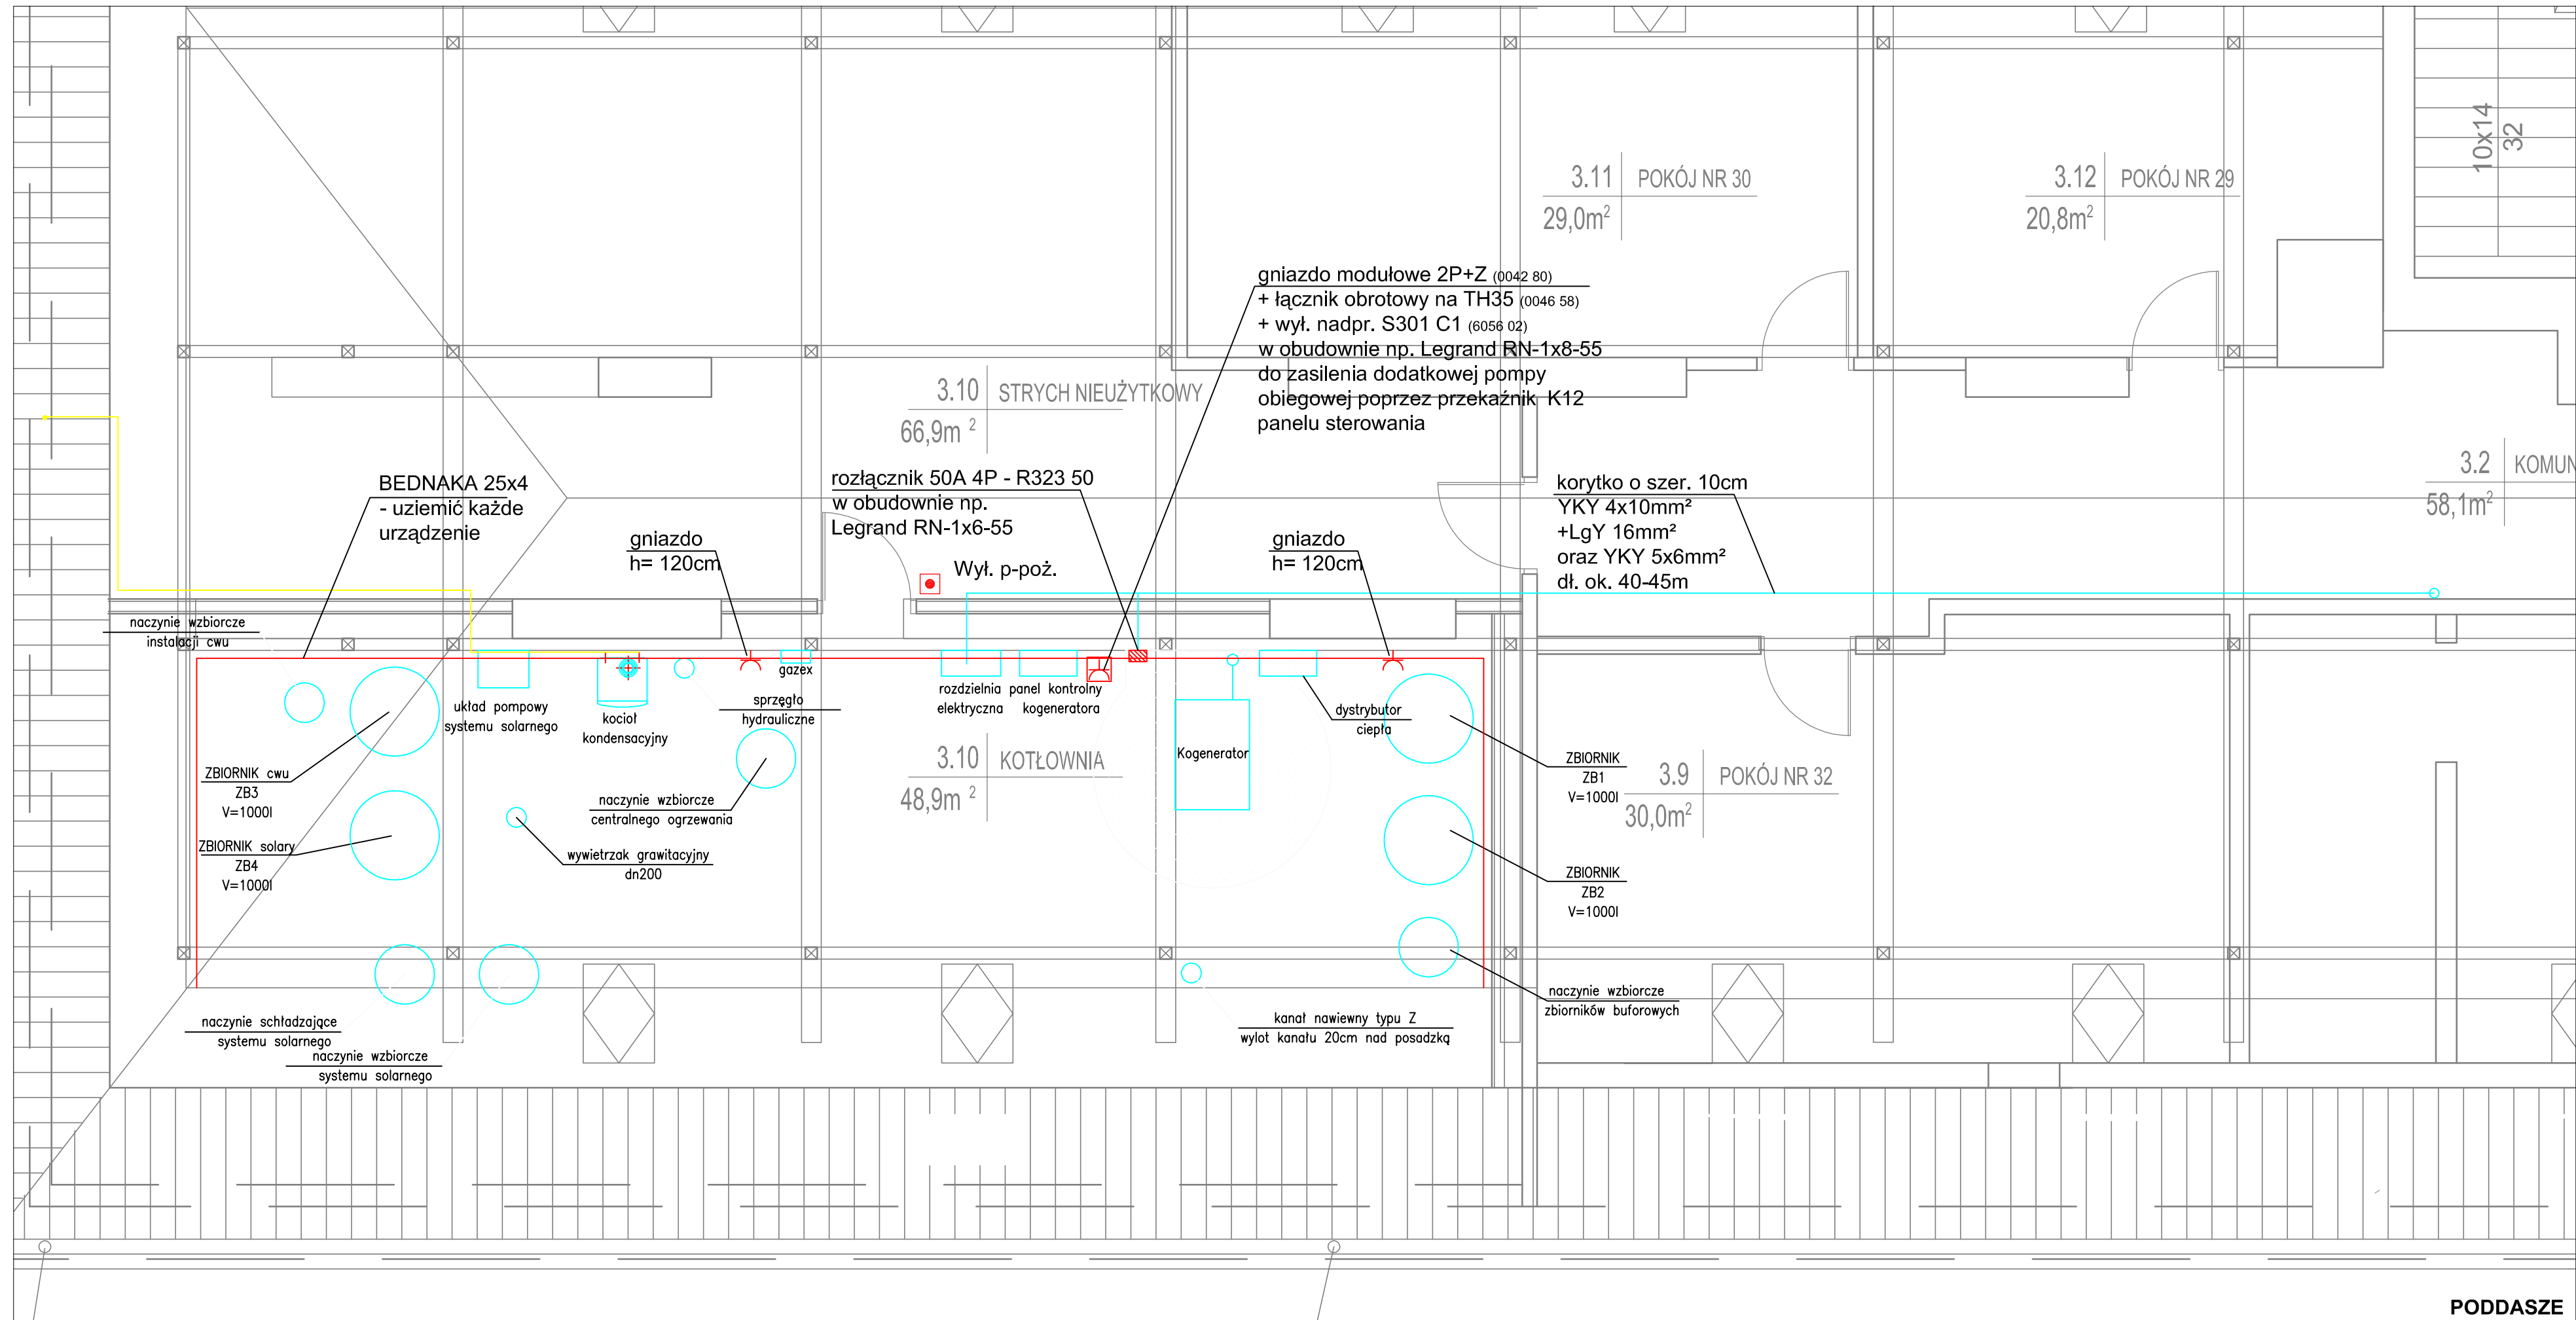 10x14
32
3.11 POKÓJ NR 30
29,0m²
3.12 POKÓJ NR 29
20,8m²
gniazdo modułowe 2P+Z (0042 80)
+ łącznik obrotowy na TH35 (0046 58)
+ wył. nadpr. S301 C1 (6056 02)
w obudownie np. Legrand RN-1x8-55
do zasilenia dodatkowej pompy
obiegowej poprzez przekaźnik K12
panelu sterowania
3.10 STRYCH NIEUŻYTKOWY
66,9m²
3.2 KOMUN
58,1m²
BEDNAKA 25x4
- uziemić każde
urządzenie
rozłącznik 50A 4P - R323 50
w obudownie np.
Legrand RN-1x6-55
korytko o szer. 10cm
YKY 4x10mm²
+LgY 16mm²
oraz YKY 5x6mm²
dł. ok. 40-45m
gniazdo
h= 120cm
Wył. p-poż.
gniazdo
h= 120cm
naczynie wzbiorcze
instalacji cwu
gazex
układ pompowy
systemu solarnego
kocioł
kondensacyjny
sprzęgło
hydrauliczne
rozdzielnia
elektryczna
panel kontrolny
kogeneratora
dystrybutor
ciepła
Kogenerator
3.10 KOTŁOWNIA
48,9m²
ZBIORNIK cwu
ZB3
V=1000l
ZBIORNIK solary
ZB4
V=1000l
naczynie wzbiorcze
centralnego ogrzewania
wywietrzak grawitacyjny
dn200
ZBIORNIK
ZB1
V=1000l
3.9 POKÓJ NR 32
30,0m²
ZBIORNIK
ZB2
V=1000l
naczynie wzbiorcze
zbiorników buforowych
naczynie schładzające
systemu solarnego
naczynie wzbiorcze
systemu solarnego
kanał nawiewny typu Z
wylot kanału 20cm nad posadzką
PODDASZE